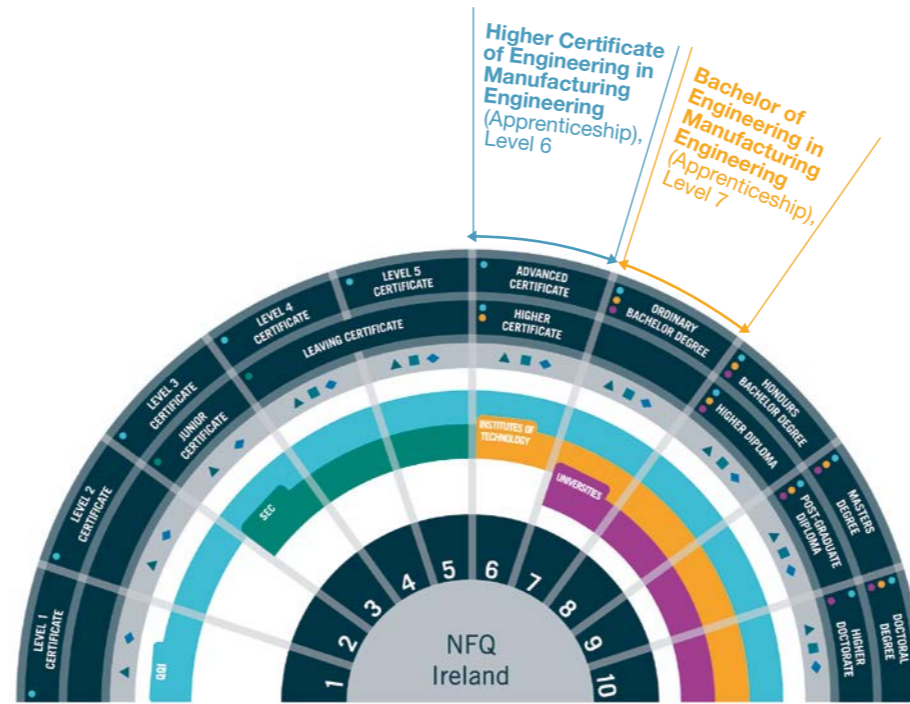 Higher Certificate
of Engineering in
Manufacturing
Engineering
(Apprenticeship),
Level 6
Bachelor of
Engineering in
Manufacturing
Engineering
(Apprenticeship),
Level 7
LEVEL 1
CERTIFICATE
LEVEL 2
CERTIFICATE
LEVEL 3
CERTIFICATE
JUNIOR
CERTIFICATE
LEVEL 4
CERTIFICATE
LEVEL 5
CERTIFICATE
LEAVING CERTIFICATE
ADVANCED
CERTIFICATE
HIGHER
CERTIFICATE
ORDINARY
BACHELOR DEGREE
HONOURS
BACHELOR DEGREE
HIGHER DIPLOMA
MASTERS
DEGREE
POST-GRADUATE
DIPLOMA
DOCTORAL
DEGREE
HIGHER
DOCTORATE
QQI
SEC
INSTITUTES OF
TECHNOLOGY
UNIVERSITIES
1
2
3
4
5
6
7
8
9
10
NFQ
Ireland